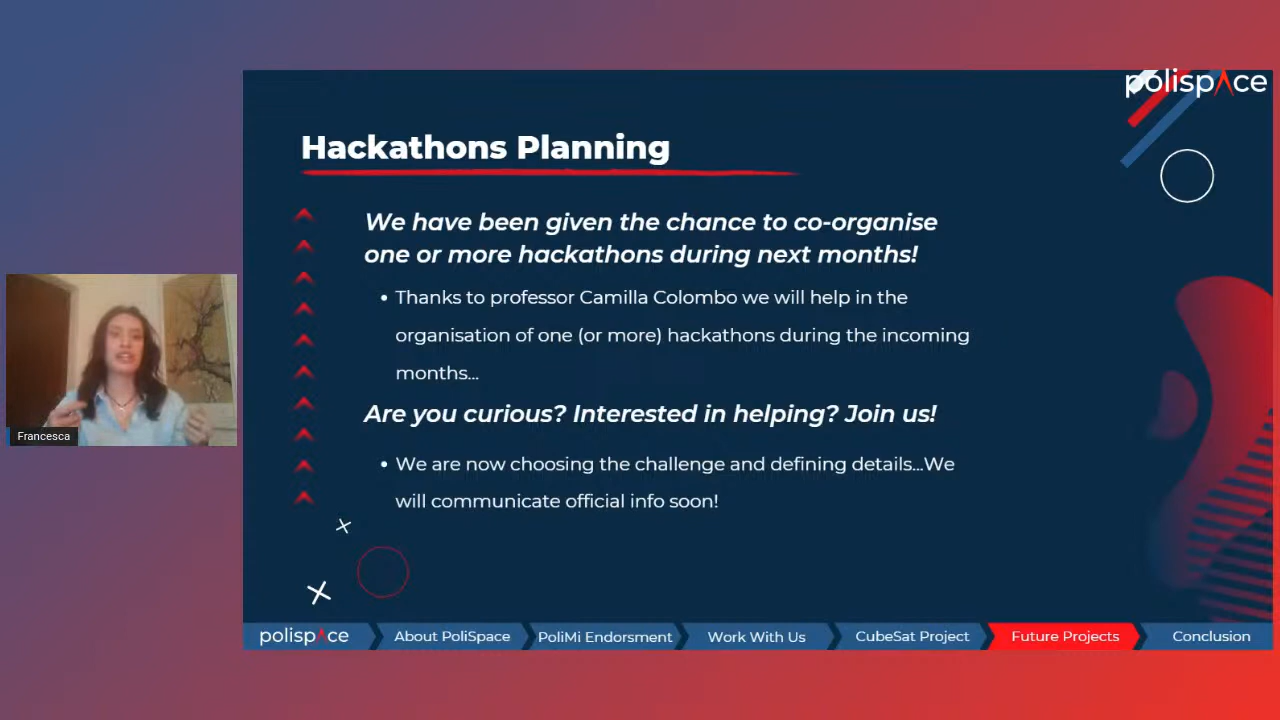 polispace
Hackathons Planning
We have been given the chance to co-organise
one or more hackathons during next months!
• Thanks to professor Camilla Colombo we will help in the
organisation of one (or more) hackathons during the incoming
months...
Are you curious? Interested in helping? Join us!
• We are now choosing the challenge and defining details...We
will communicate official info soon!
Francesca
polispace
About PoliSpace
PoliMi Endorsment
Work With Us
CubeSat Project
Future Projects
Conclusion